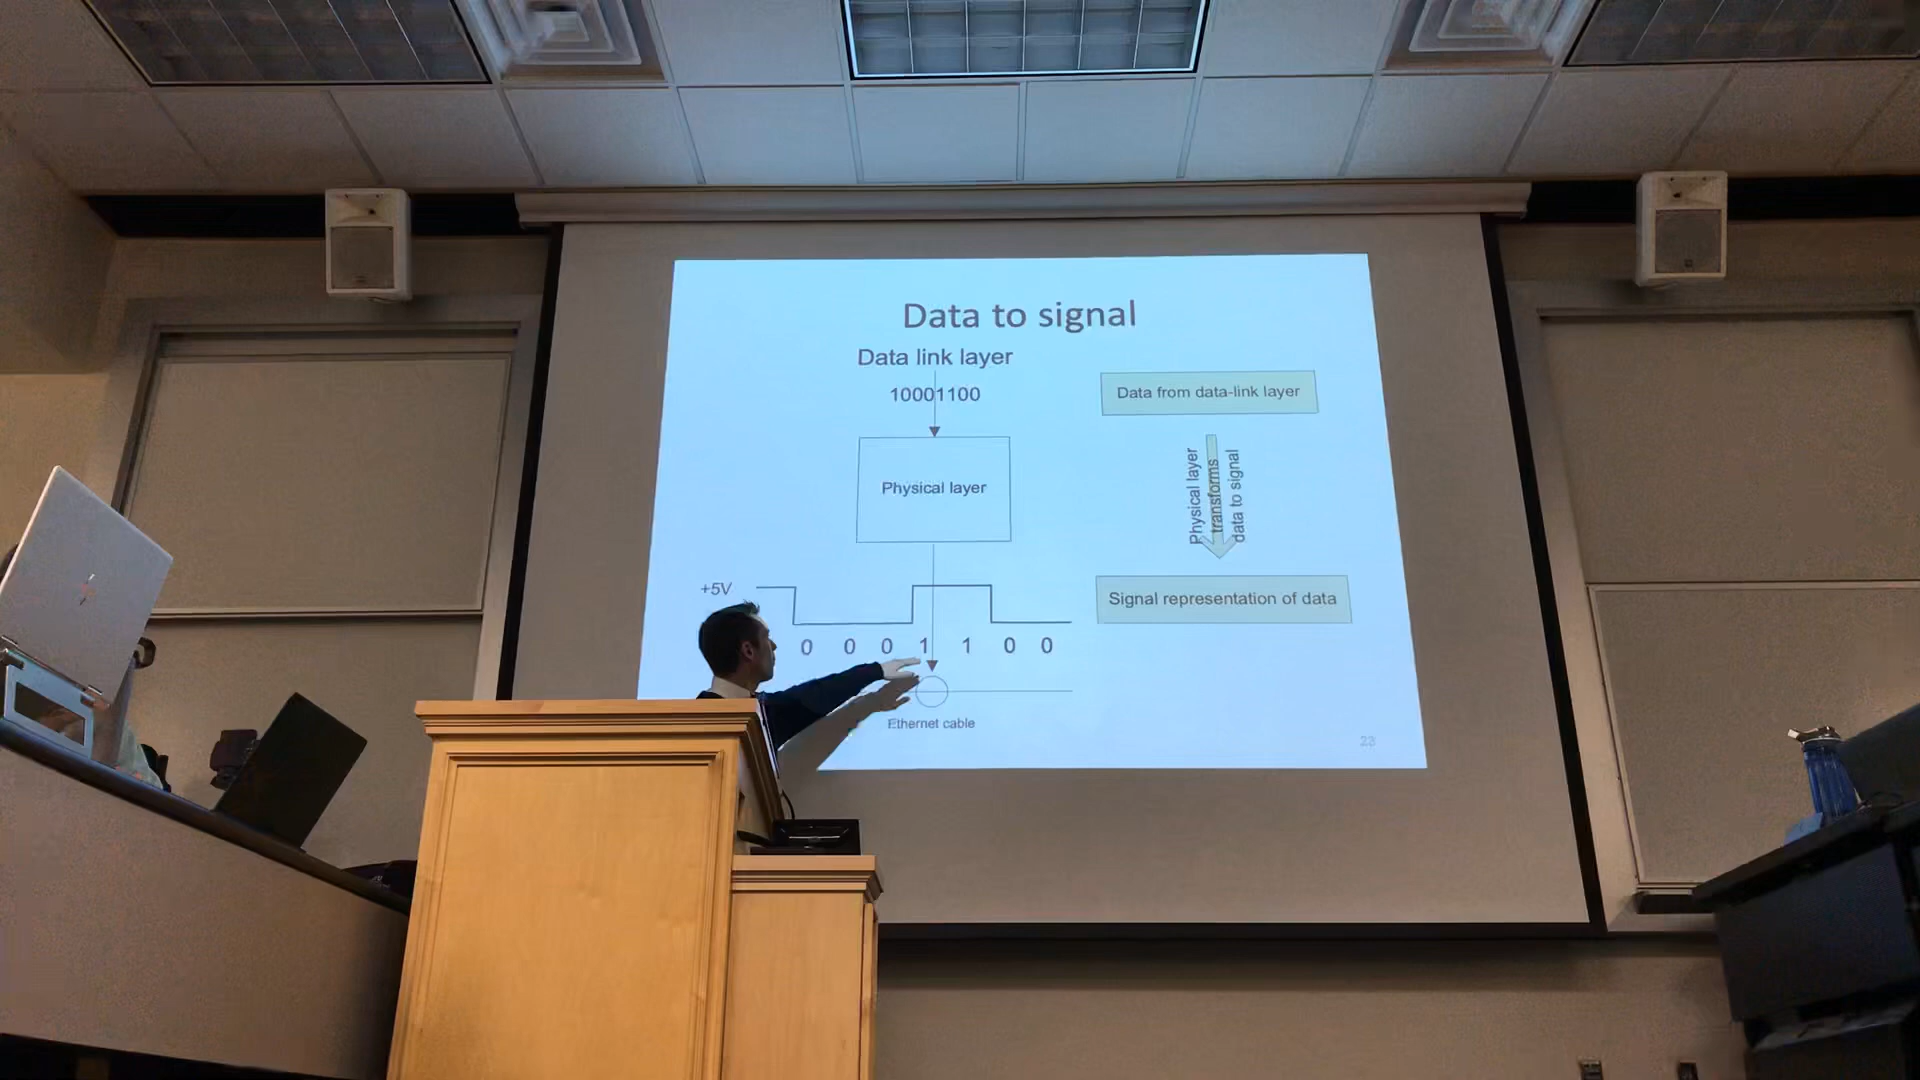 Data to signal
Data link layer
10001100
Data from data-link layer
Physical layer
Physical layer
transforms
data to signal
+5V
Signal representation of data
0 0 0 1 1 0 0
Ethernet cable
23